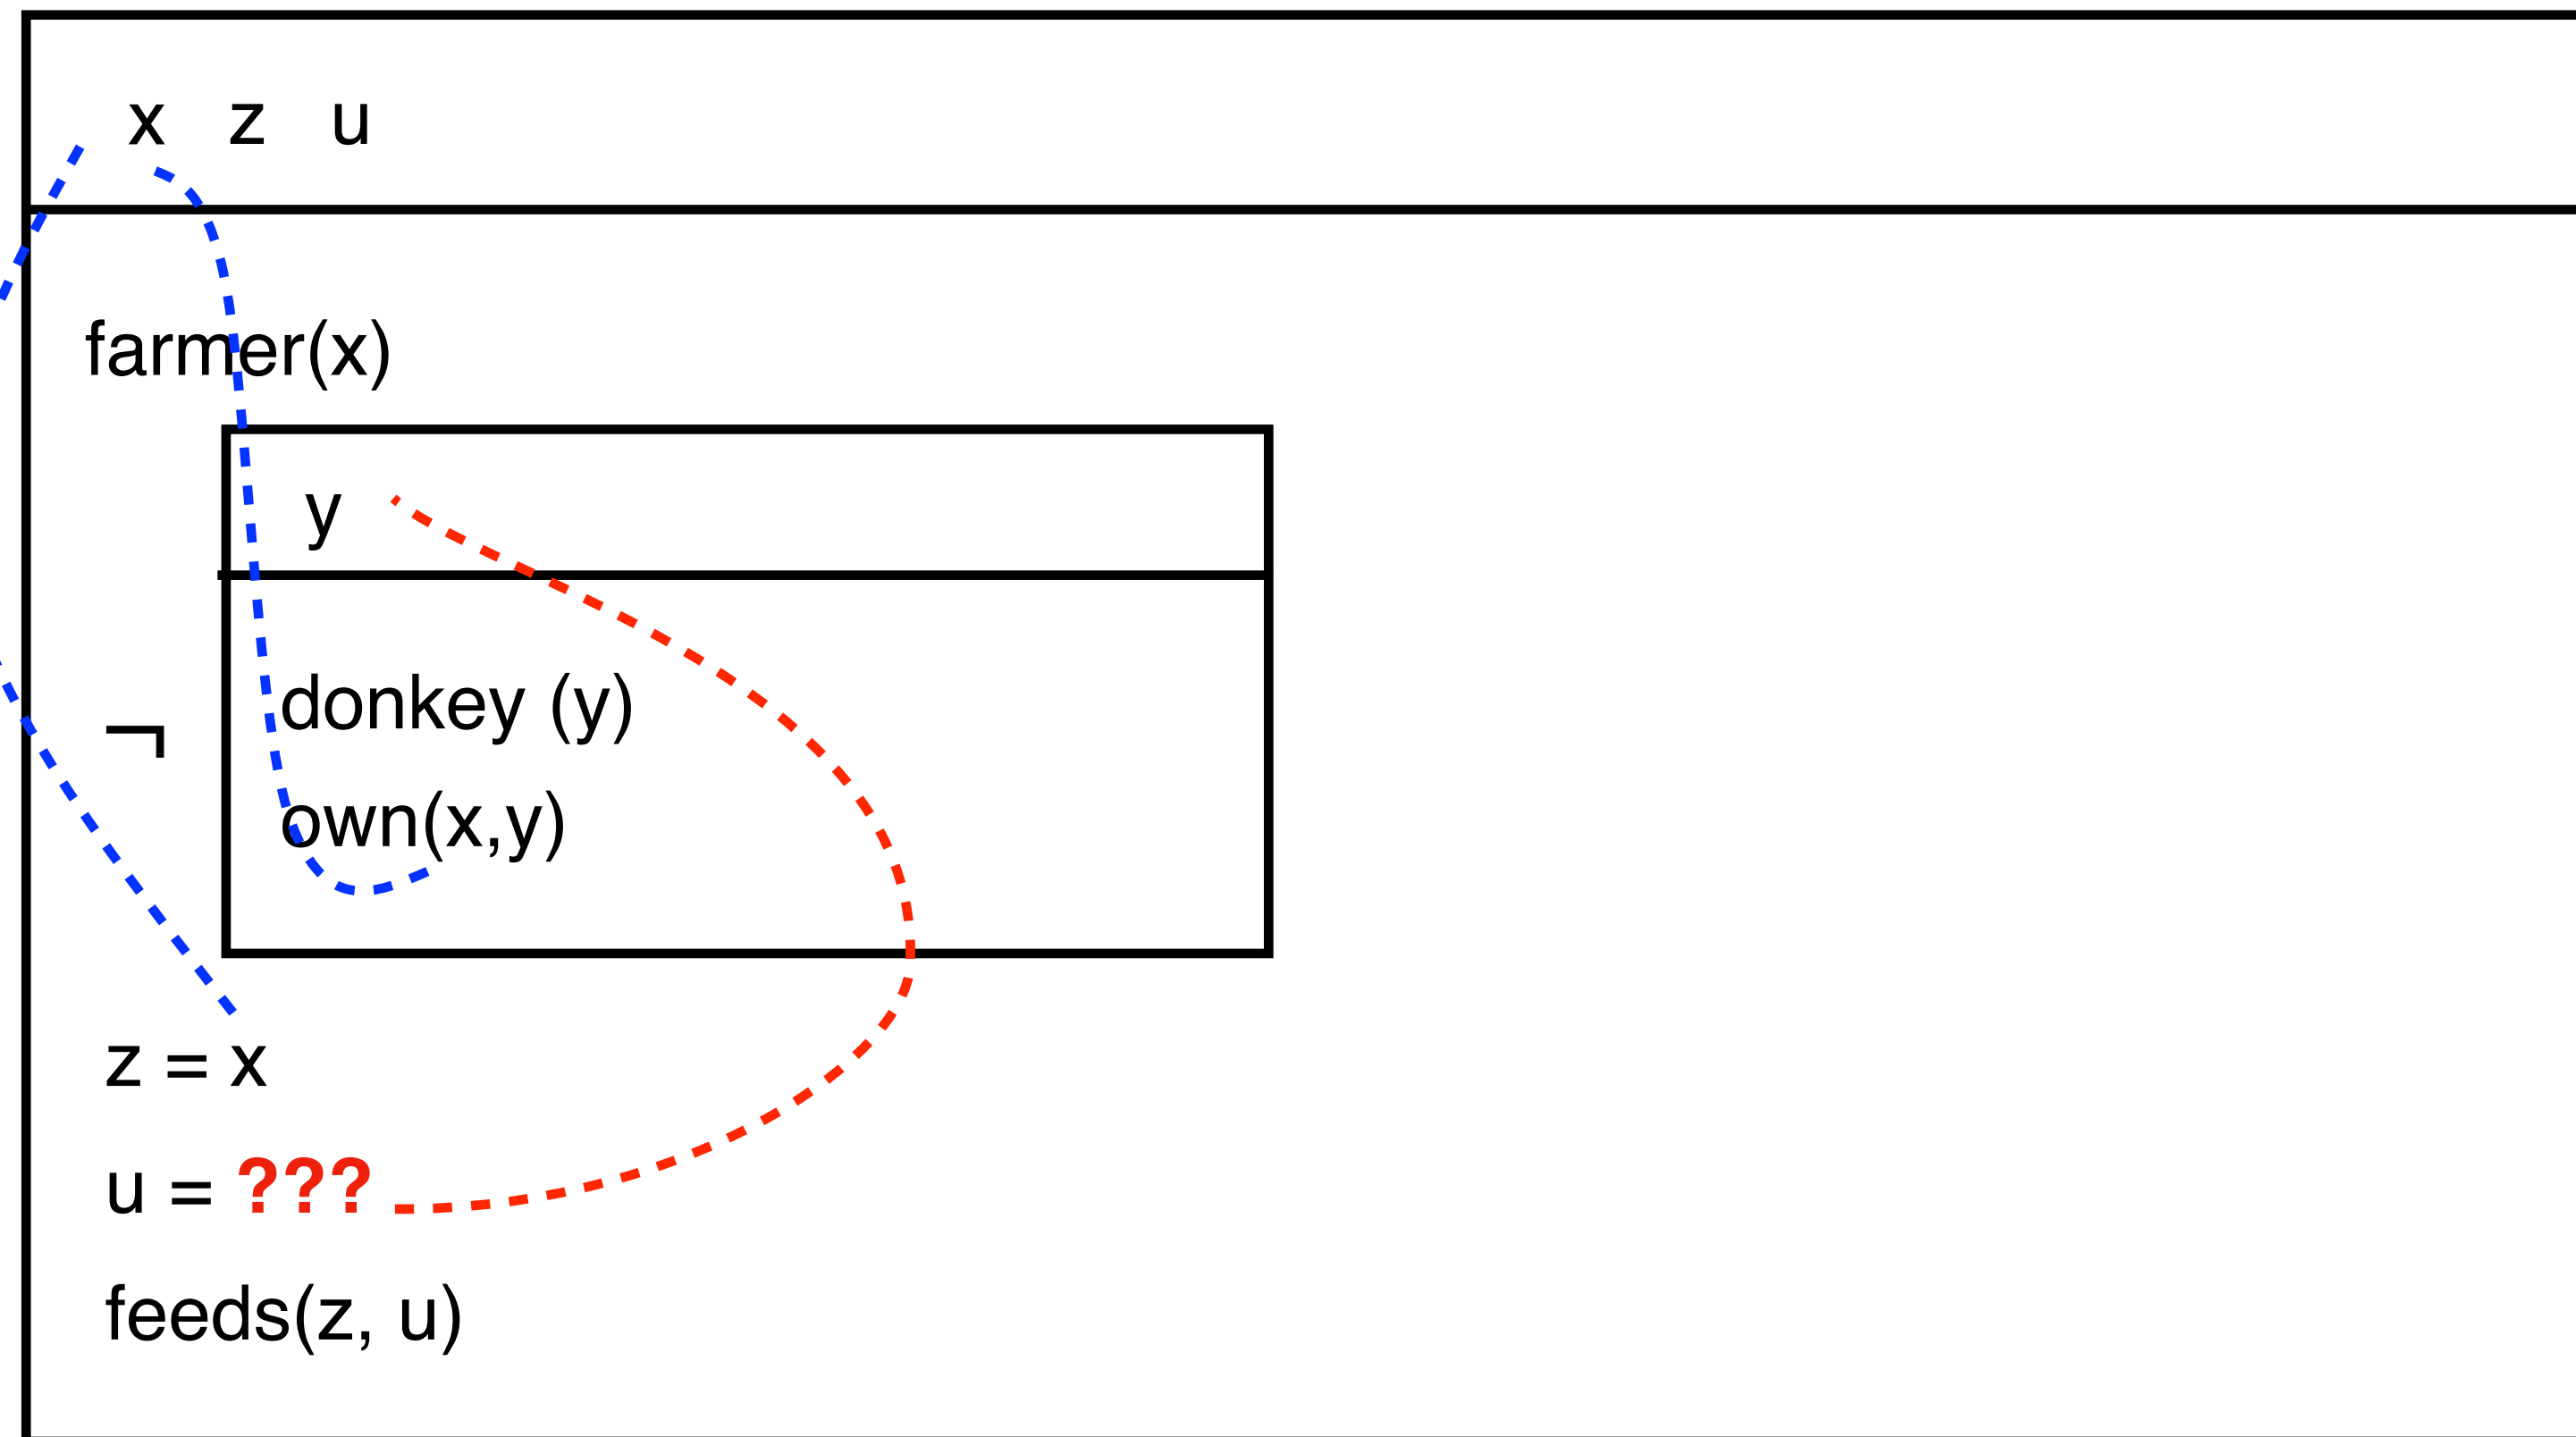 x z u
farmer(x)
y
donkey (y)
¬
own(x,y)
z = x
u = ???
feeds(z, u)